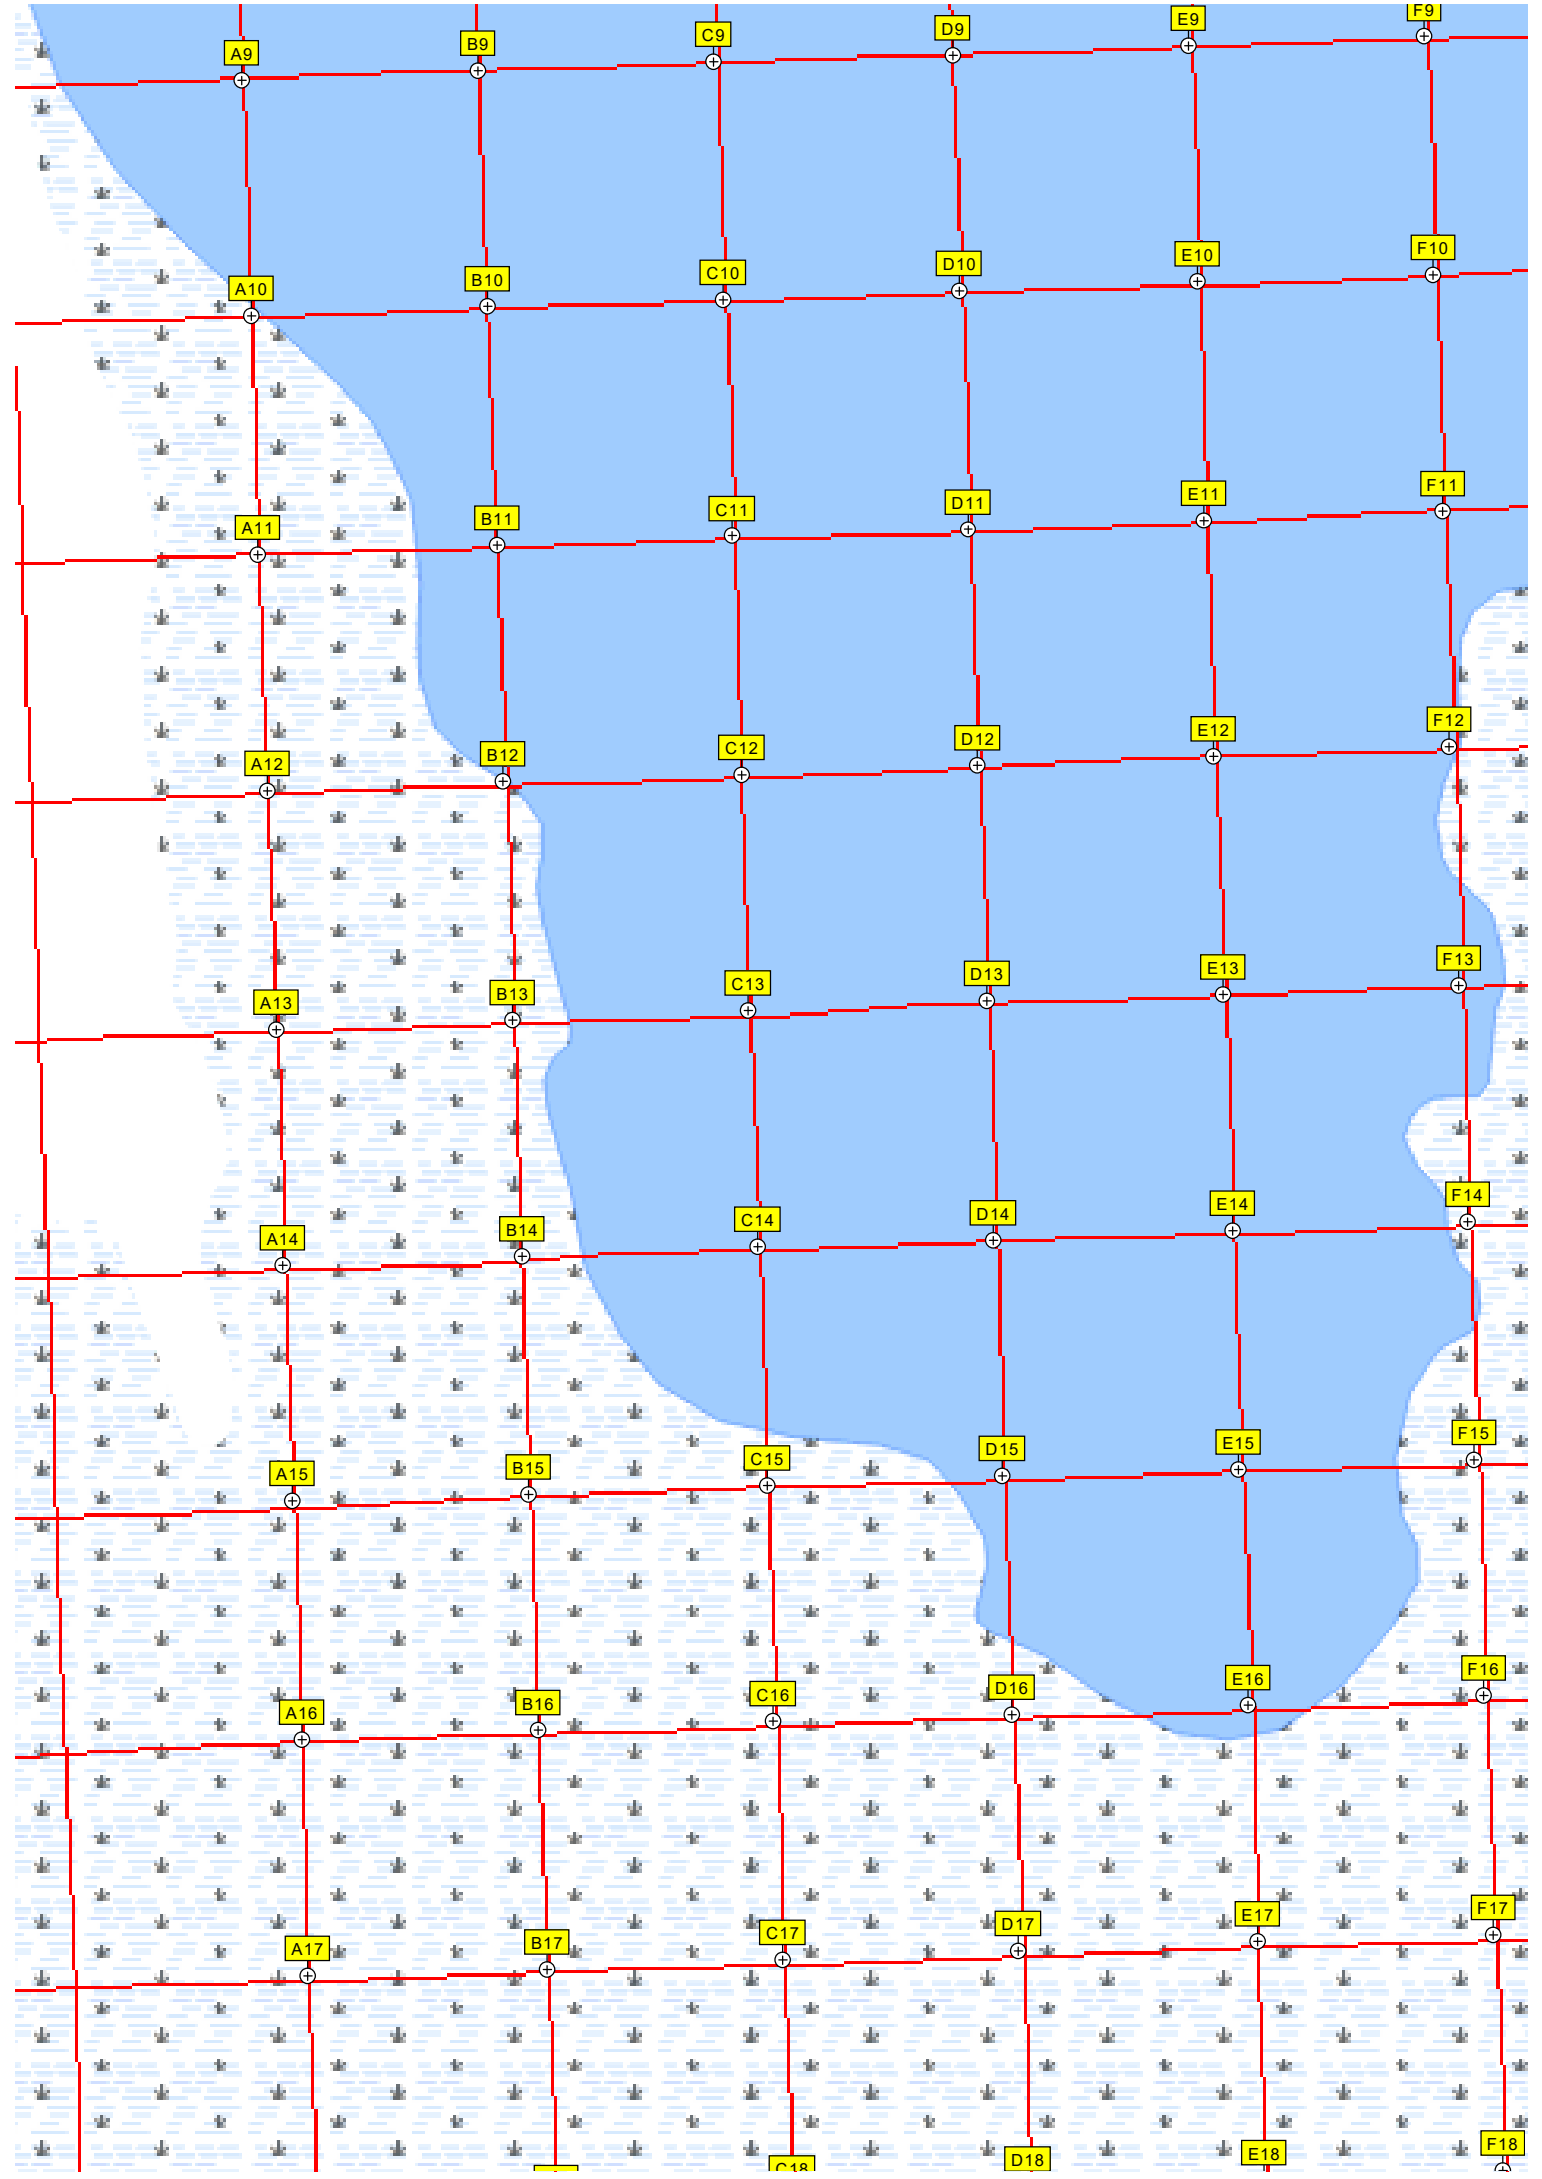 A9 B9 C9 D9 E9 F9
A10 B10 C10 D10 E10 F10
A11 B11 C11 D11 E11 F11
A12 B12 C12 D12 E12 F12
A13 B13 C13 D13 E13 F13
A14 B14 C14 D14 E14 F14
A15 B15 C15 D15 E15 F15
A16 B16 C16 D16 E16 F16
A17 B17 C17 D17 E17 F17
C18 D18 E18 F18